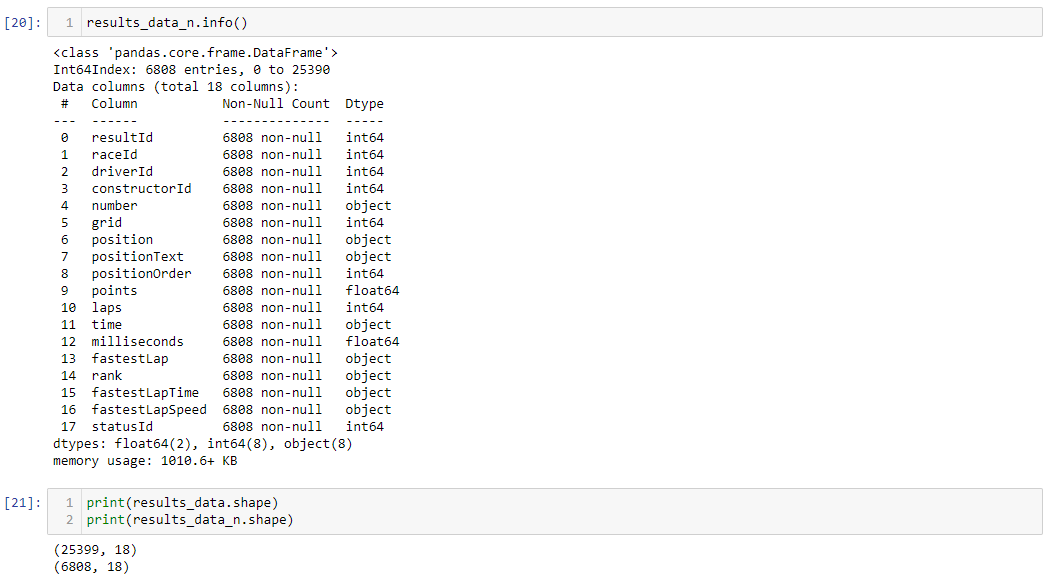 [20]: 1 results_data_n.info()
<class 'pandas.core.frame.DataFrame'>
Int64Index: 6808 entries, 0 to 25390
Data columns (total 18 columns):
 #   Column           Non-Null Count  Dtype
---  ------           --------------  -----
 0   resultId         6808 non-null   int64
 1   raceId           6808 non-null   int64
 2   driverId         6808 non-null   int64
 3   constructorId    6808 non-null   int64
 4   number           6808 non-null   object
 5   grid             6808 non-null   int64
 6   position         6808 non-null   object
 7   positionText     6808 non-null   object
 8   positionOrder    6808 non-null   int64
 9   points           6808 non-null   float64
 10  laps             6808 non-null   int64
 11  time             6808 non-null   object
 12  milliseconds     6808 non-null   float64
 13  fastestLap       6808 non-null   object
 14  rank             6808 non-null   object
 15  fastestLapTime   6808 non-null   object
 16  fastestLapSpeed  6808 non-null   object
 17  statusId         6808 non-null   int64
dtypes: float64(2), int64(8), object(8)
memory usage: 1010.6+ KB
[21]: 1 print(results_data.shape)
2 print(results_data_n.shape)
(25399, 18)
(6808, 18)